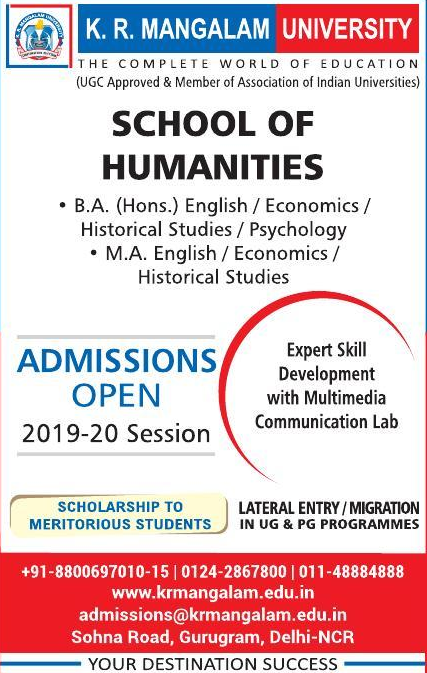 K. R. MANGALAM UNIVERSITY
THE COMPLETE WORLD OF EDUCATION
(UGC Approved & Member of Association of Indian Universities)
SCHOOL OF
HUMANITIES
• B.A. (Hons.) English / Economics /
Historical Studies / Psychology
• M.A. English / Economics /
Historical Studies
ADMISSIONS
OPEN
2019-20 Session
Expert Skill
Development
with Multimedia
Communication Lab
SCHOLARSHIP TO
MERITORIOUS STUDENTS
LATERAL ENTRY / MIGRATION
IN UG & PG PROGRAMMES
+91-8800697010-15 | 0124-2867800 | 011-48884888
www.krmangalam.edu.in
admissions@krmangalam.edu.in
Sohna Road, Gurugram, Delhi-NCR
YOUR DESTINATION SUCCESS